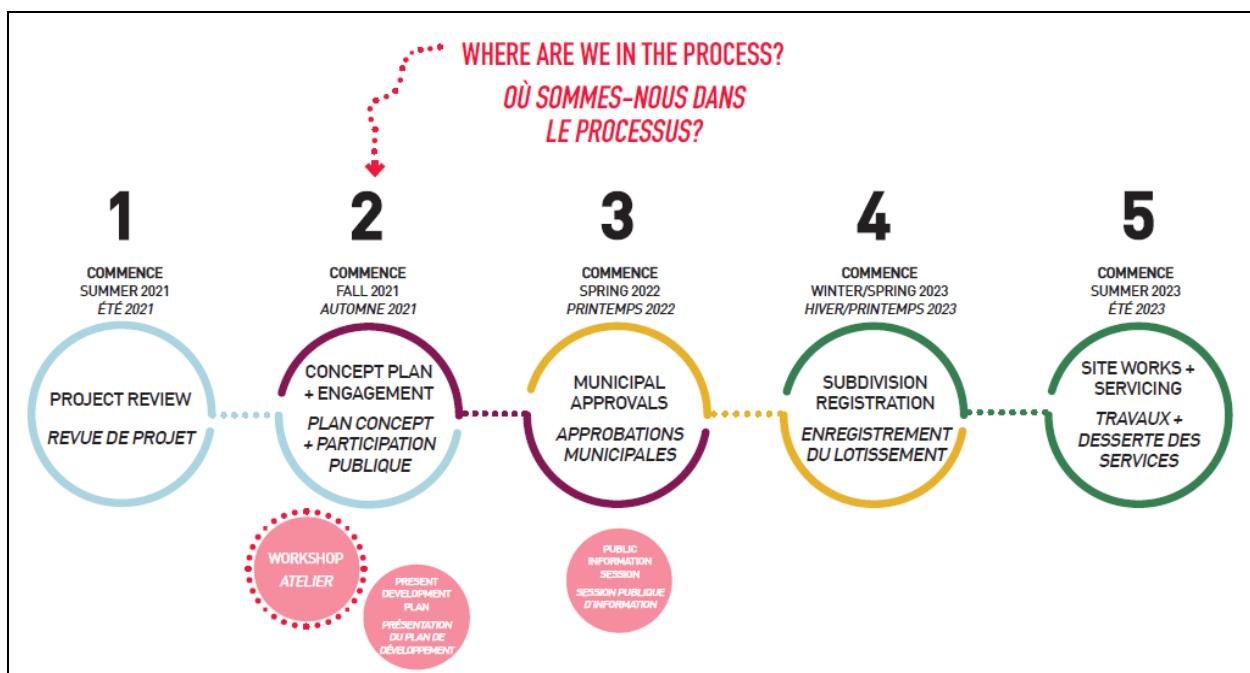 WHERE ARE WE IN THE PROCESS?
OÙ SOMMES-NOUS DANS
LE PROCESSUS?
1
COMMENCE
SUMMER 2021
ÉTÉ 2021
PROJECT REVIEW
REVUE DE PROJET
2
COMMENCE
FALL 2021
AUTOMNE 2021
CONCEPT PLAN
+ ENGAGEMENT
PLAN CONCEPT
+ PARTICIPATION
PUBLIQUE
WORKSHOP
ATELIER
PRESENT
DEVELOPMENT
PLAN
PRÉSENTATION
DU PLAN DE
DÉVELOPPEMENT
3
COMMENCE
SPRING 2022
PRINTEMPS 2022
MUNICIPAL
APPROVALS
APPROBATIONS
MUNICIPALES
PUBLIC
INFORMATION
SESSION
SESSION PUBLIQUE
D'INFORMATION
4
COMMENCE
WINTER/SPRING 2023
HIVER/PRINTEMPS 2023
SUBDIVISION
REGISTRATION
ENREGISTREMENT
DU LOTISSEMENT
5
COMMENCE
SUMMER 2023
ÉTÉ 2023
SITE WORKS +
SERVICING
TRAVAUX +
DESSERTE DES
SERVICES